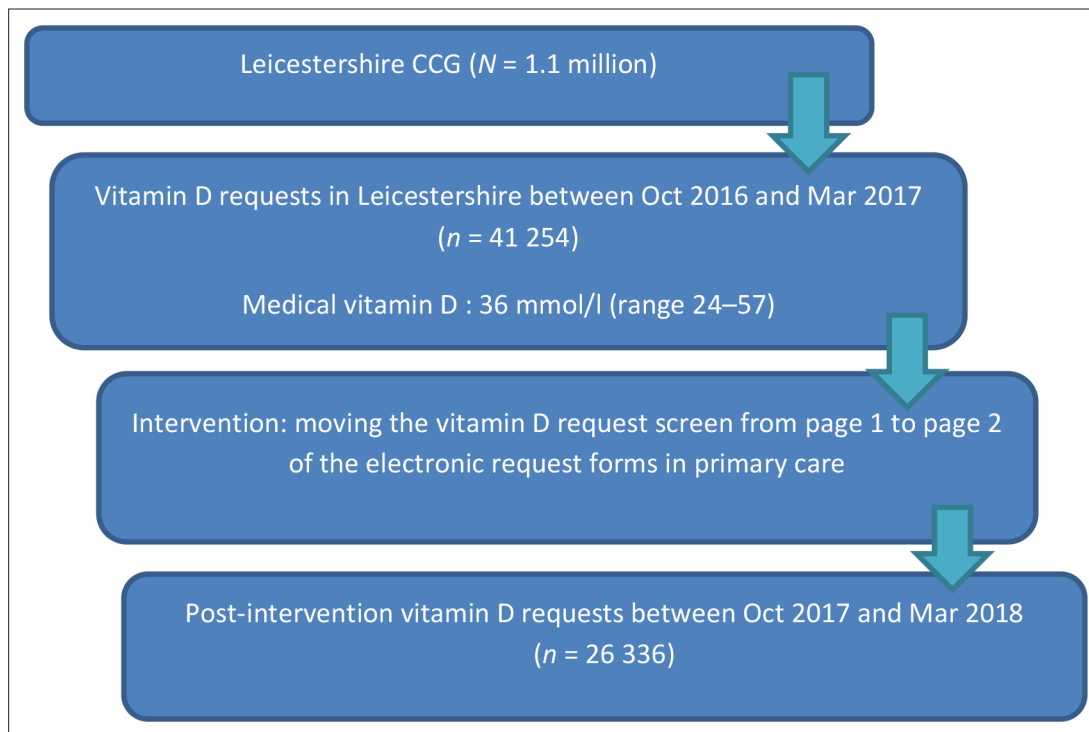 Leicestershire CCG (N = 1.1 million)
Vitamin D requests in Leicestershire between Oct 2016 and Mar 2017
(n = 41 254)
Medical vitamin D : 36 mmol/l (range 24–57)
Intervention: moving the vitamin D request screen from page 1 to page 2
of the electronic request forms in primary care
Post-intervention vitamin D requests between Oct 2017 and Mar 2018
(n = 26 336)